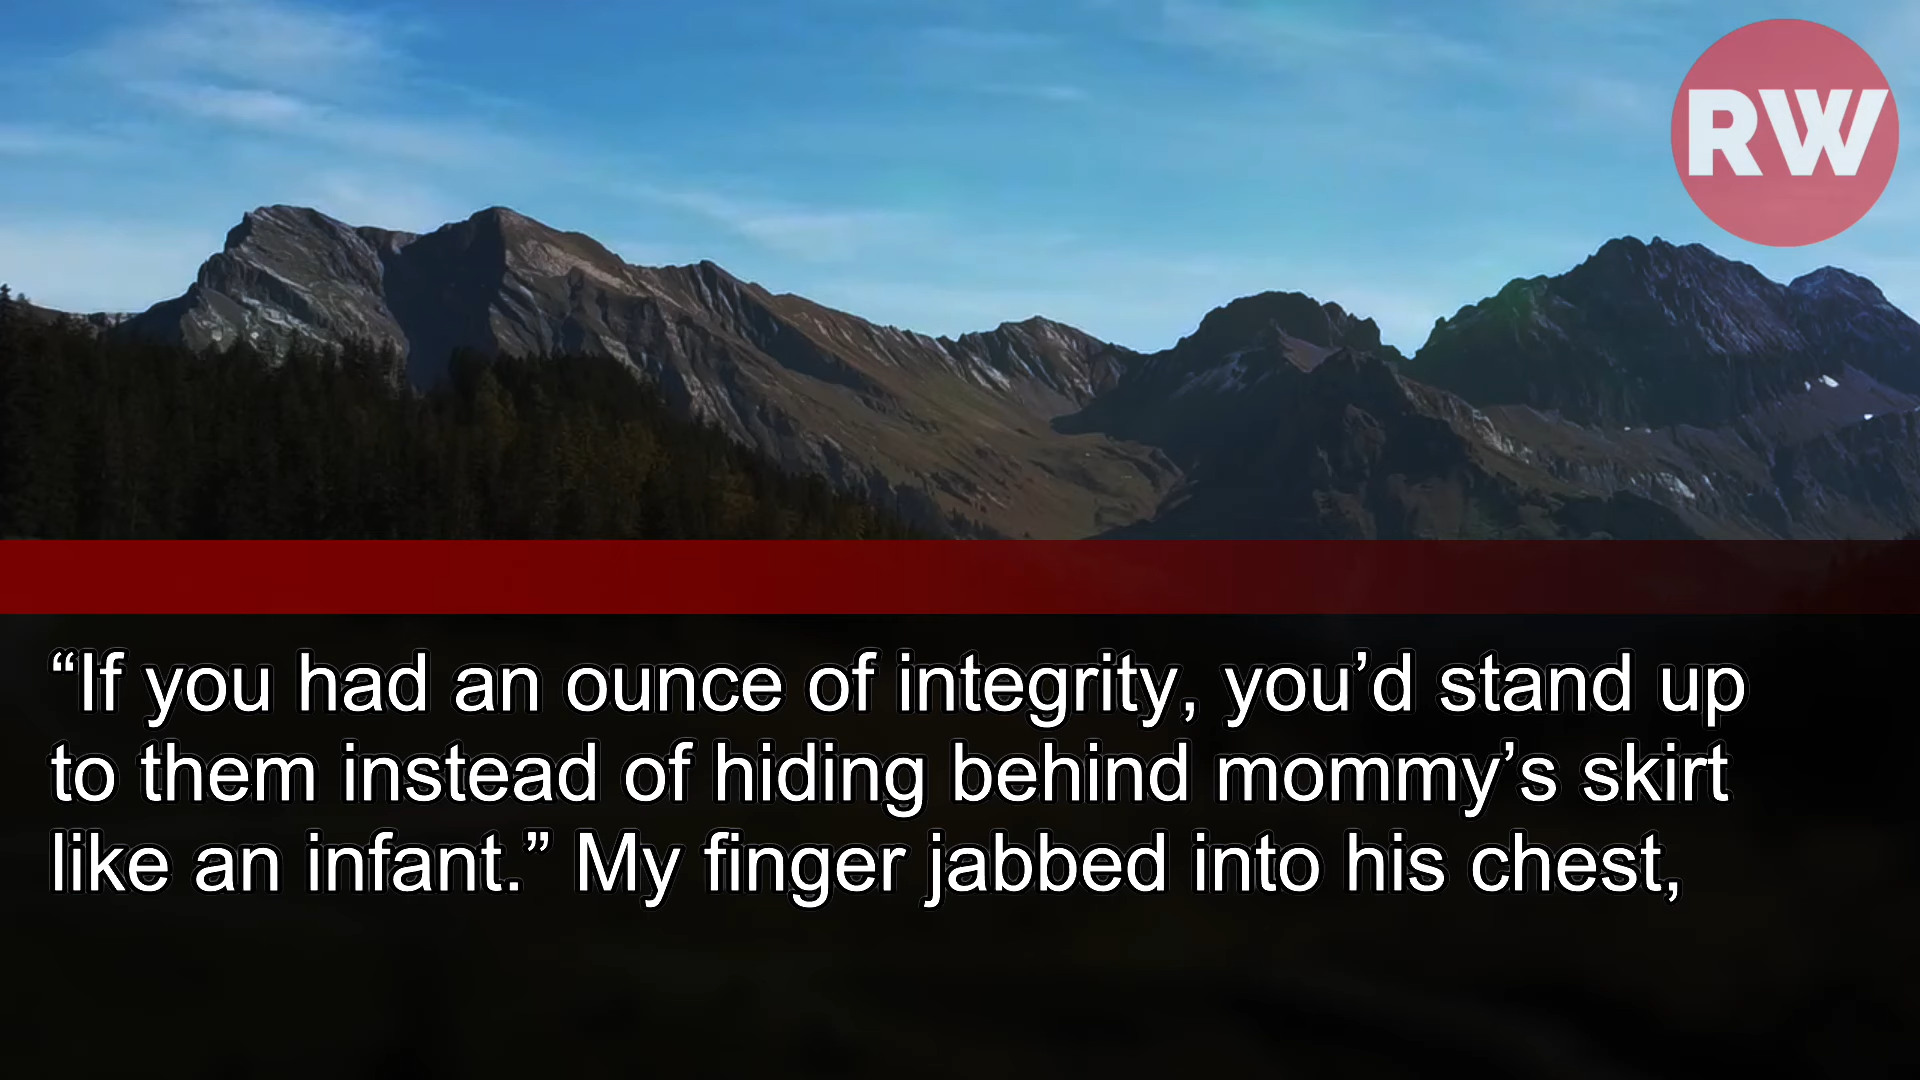 RW
“If you had an ounce of integrity, you’d stand up
to them instead of hiding behind mommy’s skirt
like an infant.” My finger jabbed into his chest,